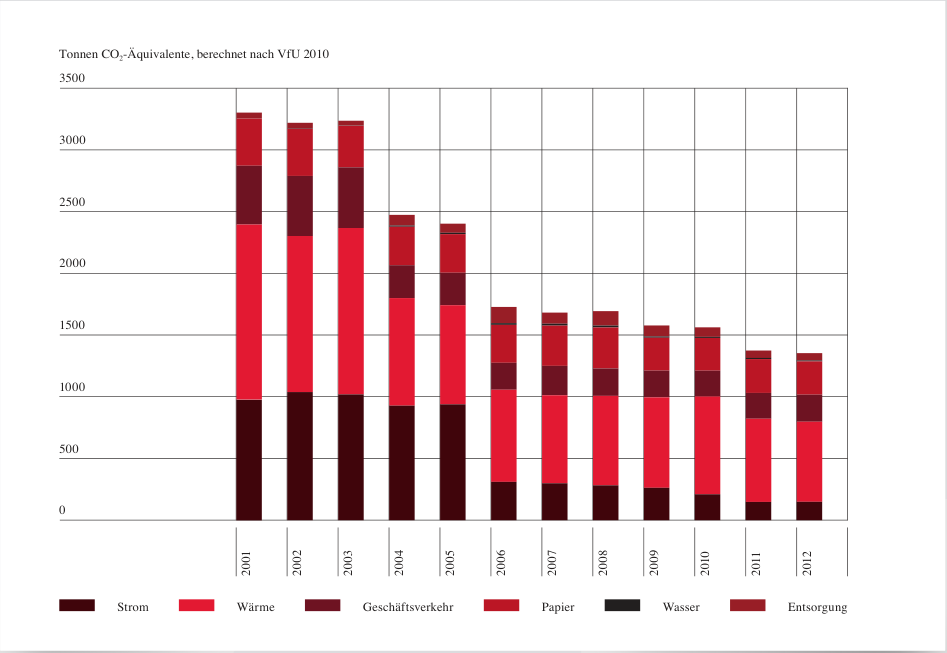 Tonnen CO₂-Äquivalente, berechnet nach VfU 2010
3500
3000
2500
2000
1500
1000
500
0
2001 2002 2003 2004 2005 2006 2007 2008 2009 2010 2011 2012
Strom Wärme Geschäftsverkehr Papier Wasser Entsorgung